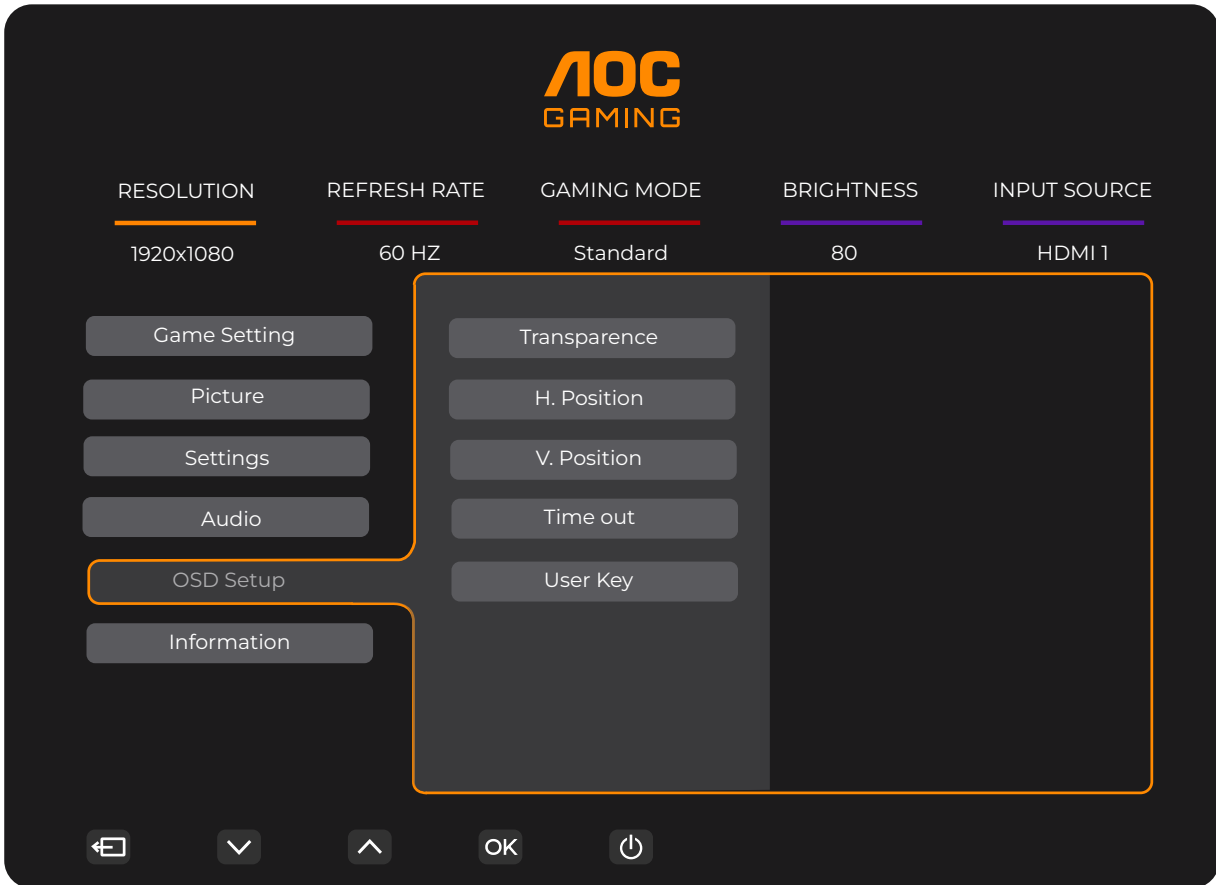 AOC
GAMING
RESOLUTION REFRESH RATE GAMING MODE BRIGHTNESS INPUT SOURCE
1920x1080 60 HZ Standard 80 HDMI 1
Game Setting
Picture
Settings
Audio
OSD Setup
Information
Transparence
H. Position
V. Position
Time out
User Key
OK